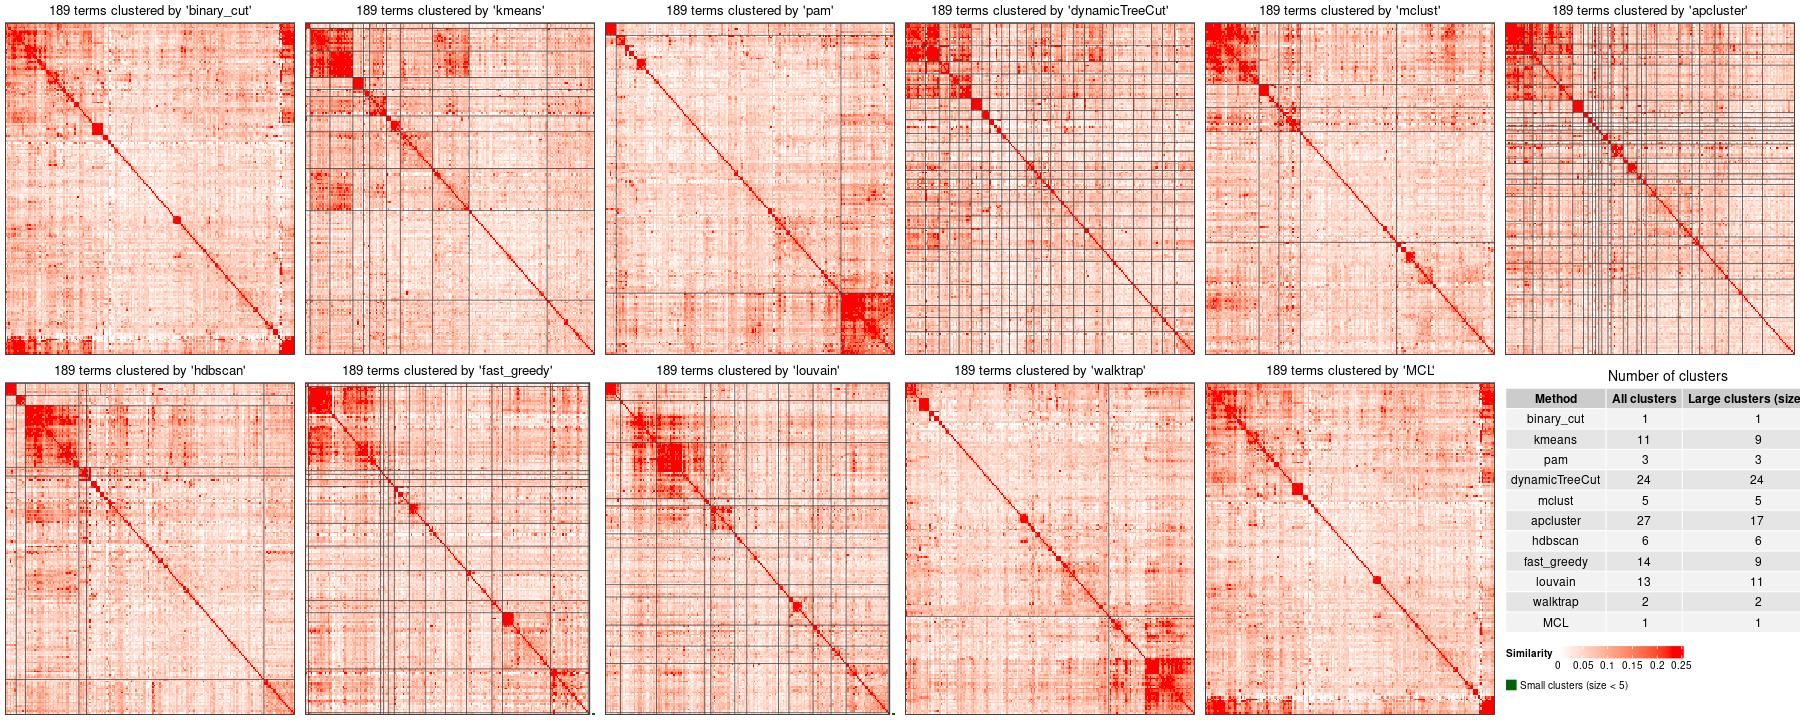 189 terms clustered by 'binary_cut'
189 terms clustered by 'kmeans'
189 terms clustered by 'pam'
189 terms clustered by 'dynamicTreeCut'
189 terms clustered by 'mclust'
189 terms clustered by 'apcluster'
189 terms clustered by 'hdbscan'
189 terms clustered by 'fast_greedy'
189 terms clustered by 'louvain'
189 terms clustered by 'walktrap'
189 terms clustered by 'MCL'
Number of clusters
Method All clusters Large clusters (size
binary_cut 1 1
kmeans 11 9
pam 3 3
dynamicTreeCut 24 24
mclust 5 5
apcluster 27 17
hdbscan 6 6
fast_greedy 14 9
louvain 13 11
walktrap 2 2
MCL 1 1
Similarity
0 0.05 0.1 0.15 0.2 0.25
Small clusters (size < 5)